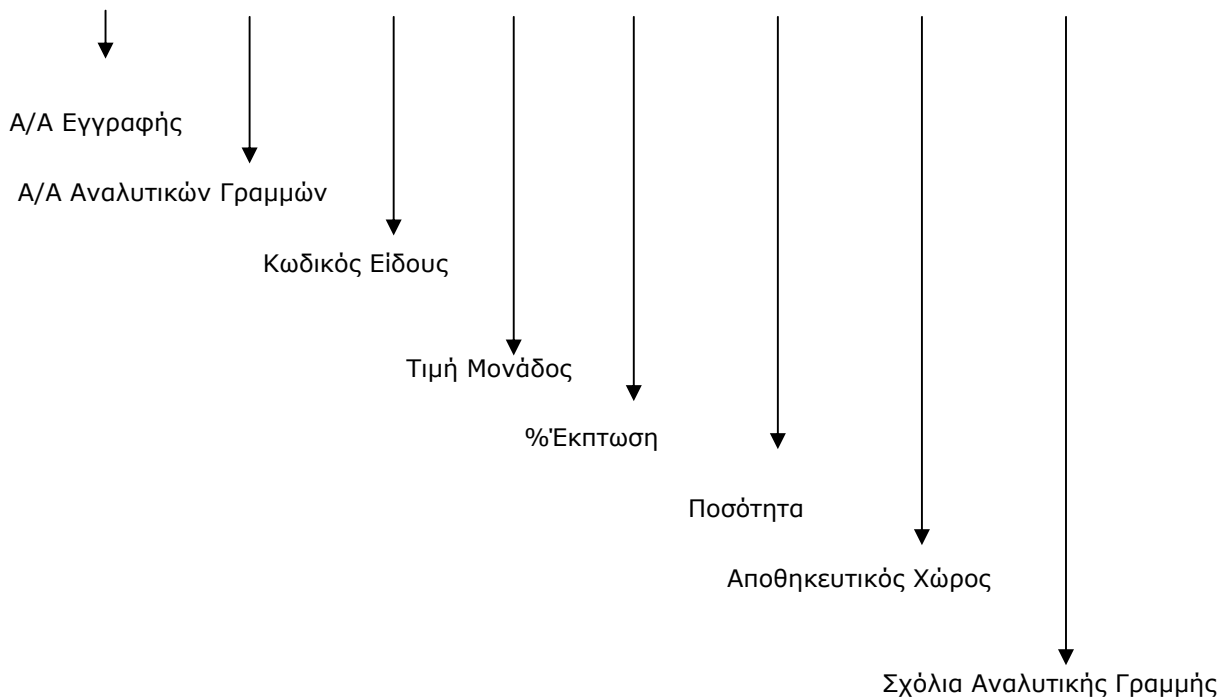 Α/Α Εγγραφής
Α/Α Αναλυτικών Γραμμών
Κωδικός Είδους
Τιμή Μονάδος
%Έκπτωση
Ποσότητα
Αποθηκευτικός Χώρος
Σχόλια Αναλυτικής Γραμμής